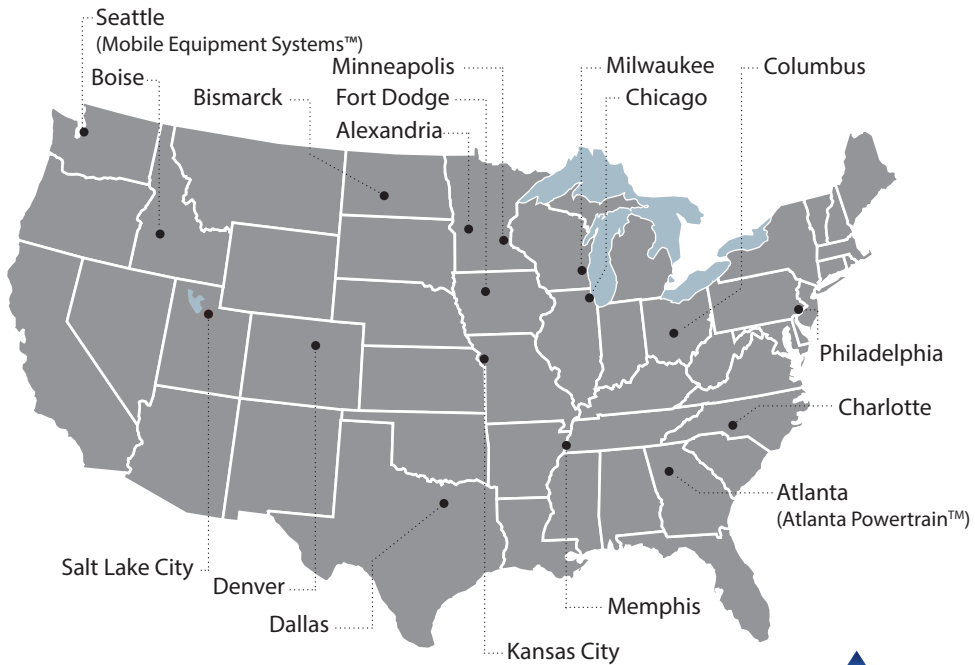 Seattle
(Mobile Equipment Systems™)
Boise
Bismarck
Minneapolis
Fort Dodge
Alexandria
Milwaukee
Chicago
Columbus
Philadelphia
Charlotte
Atlanta
(Atlanta Powertrain™)
Salt Lake City
Denver
Dallas
Memphis
Kansas City